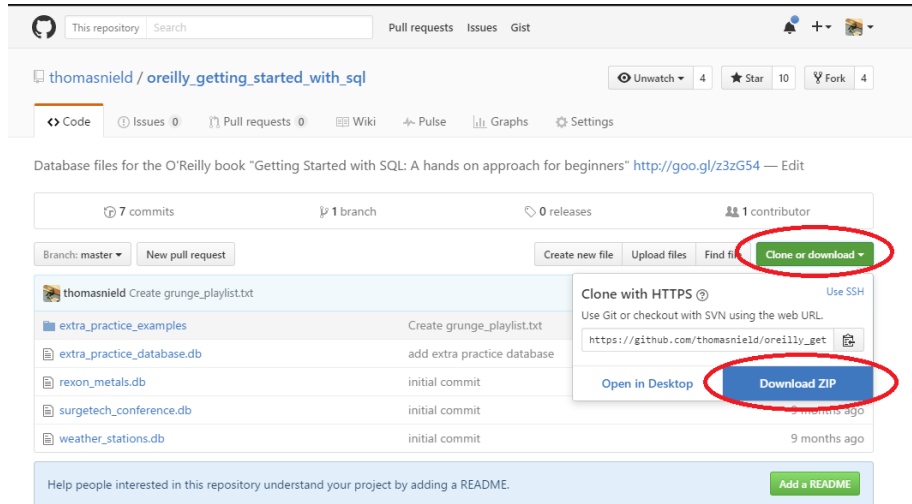 This repository Search Pull requests Issues Gist
thomasnield / oreilly_getting_started_with_sql Unwatch 4 Star 10 Fork 4
Code Issues 0 Pull requests 0 Wiki Pulse Graphs Settings
Database files for the O'Reilly book "Getting Started with SQL: A hands on approach for beginners" http://goo.gl/z3zG54 — Edit
7 commits 1 branch 0 releases 1 contributor
Branch: master New pull request Create new file Upload files Find Clone or download
thomasnield Create grunge_playlist.txt
Clone with HTTPS Use SSH
Use Git or checkout with SVN using the web URL.
https://github.com/thomasnield/oreilly_get
Open in Desktop Download ZIP
extra_practice_examples Create grunge_playlist.txt
extra_practice_database.db add extra practice database
rexon_metals.db initial commit
surgetech_conference.db initial commit 9 months ago
weather_stations.db initial commit 9 months ago
Help people interested in this repository understand your project by adding a README. Add a README